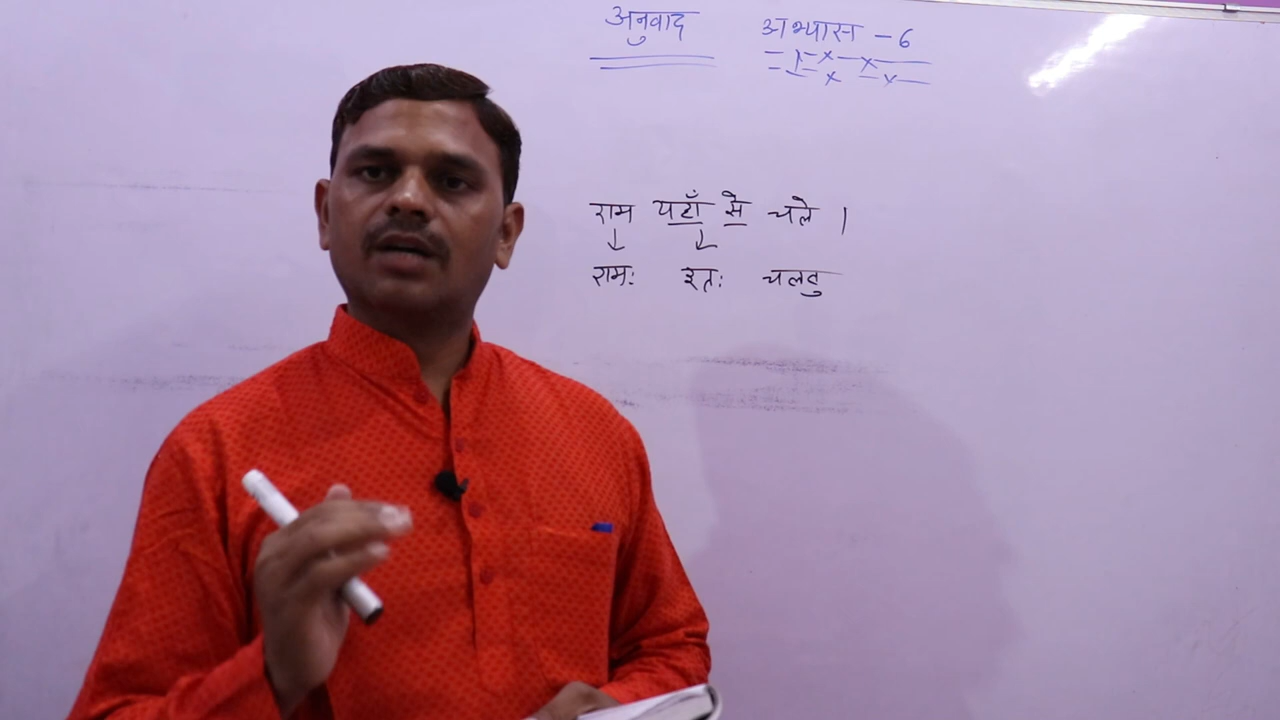 अनुवाद अभ्यास - 6
राम यहाँ से चले ।
रामः इतः चलतु